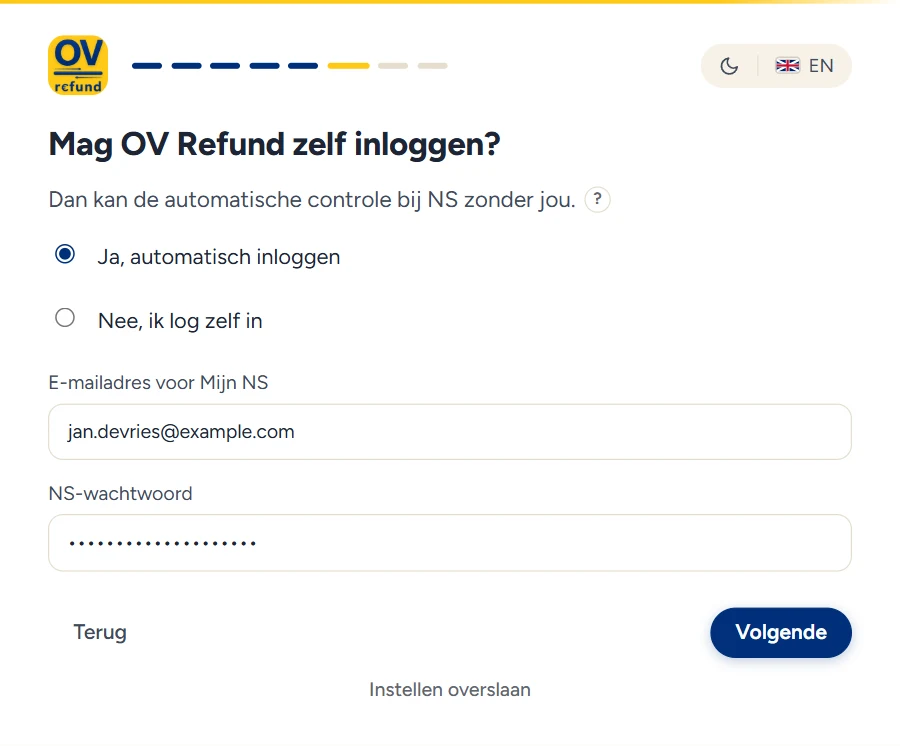 OV
refund
EN
Mag OV Refund zelf inloggen?
Dan kan de automatische controle bij NS zonder jou. ?
Ja, automatisch inloggen
Nee, ik log zelf in
E-mailadres voor Mijn NS
jan.devries@example.com
NS-wachtwoord
••••••••••••••••••••
Terug
Volgende
Instellen overslaan